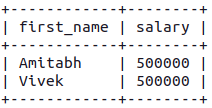 +------------+--------+
| first_name | salary |
+------------+--------+
| Amitabh    | 500000 |
| Vivek      | 500000 |
+------------+--------+